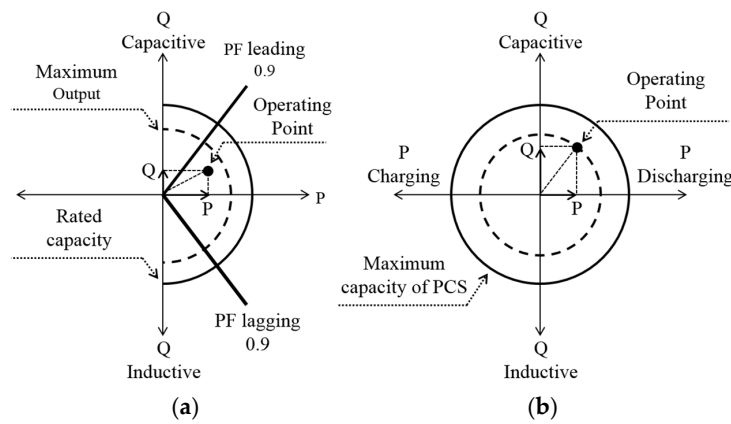 Q
Capacitive
PF leading
0.9
Maximum
Output
Operating
Point
Q
P
P
Rated
capacity
PF lagging
0.9
Q
Inductive
(a)
Q
Capacitive
Operating
Point
Q
P
Charging
P
Discharging
P
Maximum
capacity of PCS
Q
Inductive
(b)